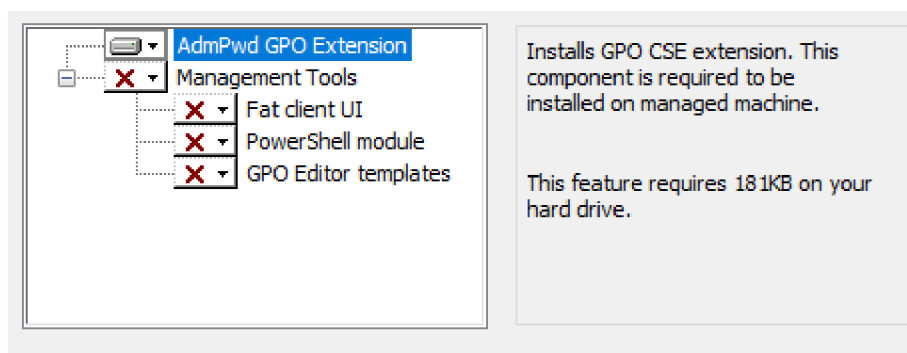 AdmPwd GPO Extension
Management Tools
Fat client UI
PowerShell module
GPO Editor templates
Installs GPO CSE extension. This
component is required to be
installed on managed machine.
This feature requires 181KB on your
hard drive.